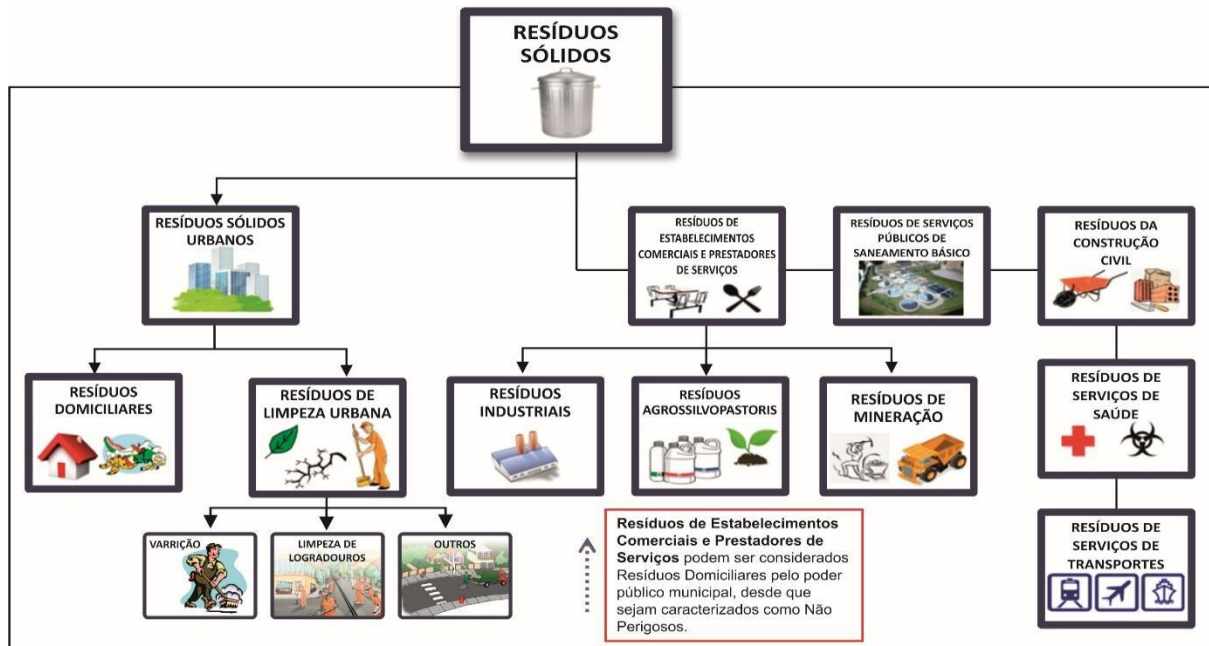 RESÍDUOS
SÓLIDOS
RESÍDUOS SÓLIDOS
URBANOS
RESÍDUOS DE
ESTABELECIMENTOS
COMERCIAIS E PRESTADORES
DE SERVIÇOS
RESÍDUOS DE SERVIÇOS
PÚBLICOS DE
SANEAMENTO BÁSICO
RESÍDUOS DA
CONSTRUÇÃO
CIVIL
RESÍDUOS
DOMICILIARES
RESÍDUOS DE
LIMPEZA URBANA
RESÍDUOS
INDUSTRIAIS
RESÍDUOS
AGROSSILVOPASTORIS
RESÍDUOS DE
MINERAÇÃO
RESÍDUOS DE
SERVIÇOS DE
SAÚDE
VARRIÇÃO
LIMPEZA DE
LOGRADOUROS
OUTROS
Resíduos de Estabelecimentos
Comerciais e Prestadores de
Serviços podem ser considerados
Resíduos Domiciliares pelo poder
público municipal, desde que
sejam caracterizados como Não
Perigosos.
RESÍDUOS DE
SERVIÇOS DE
TRANSPORTES